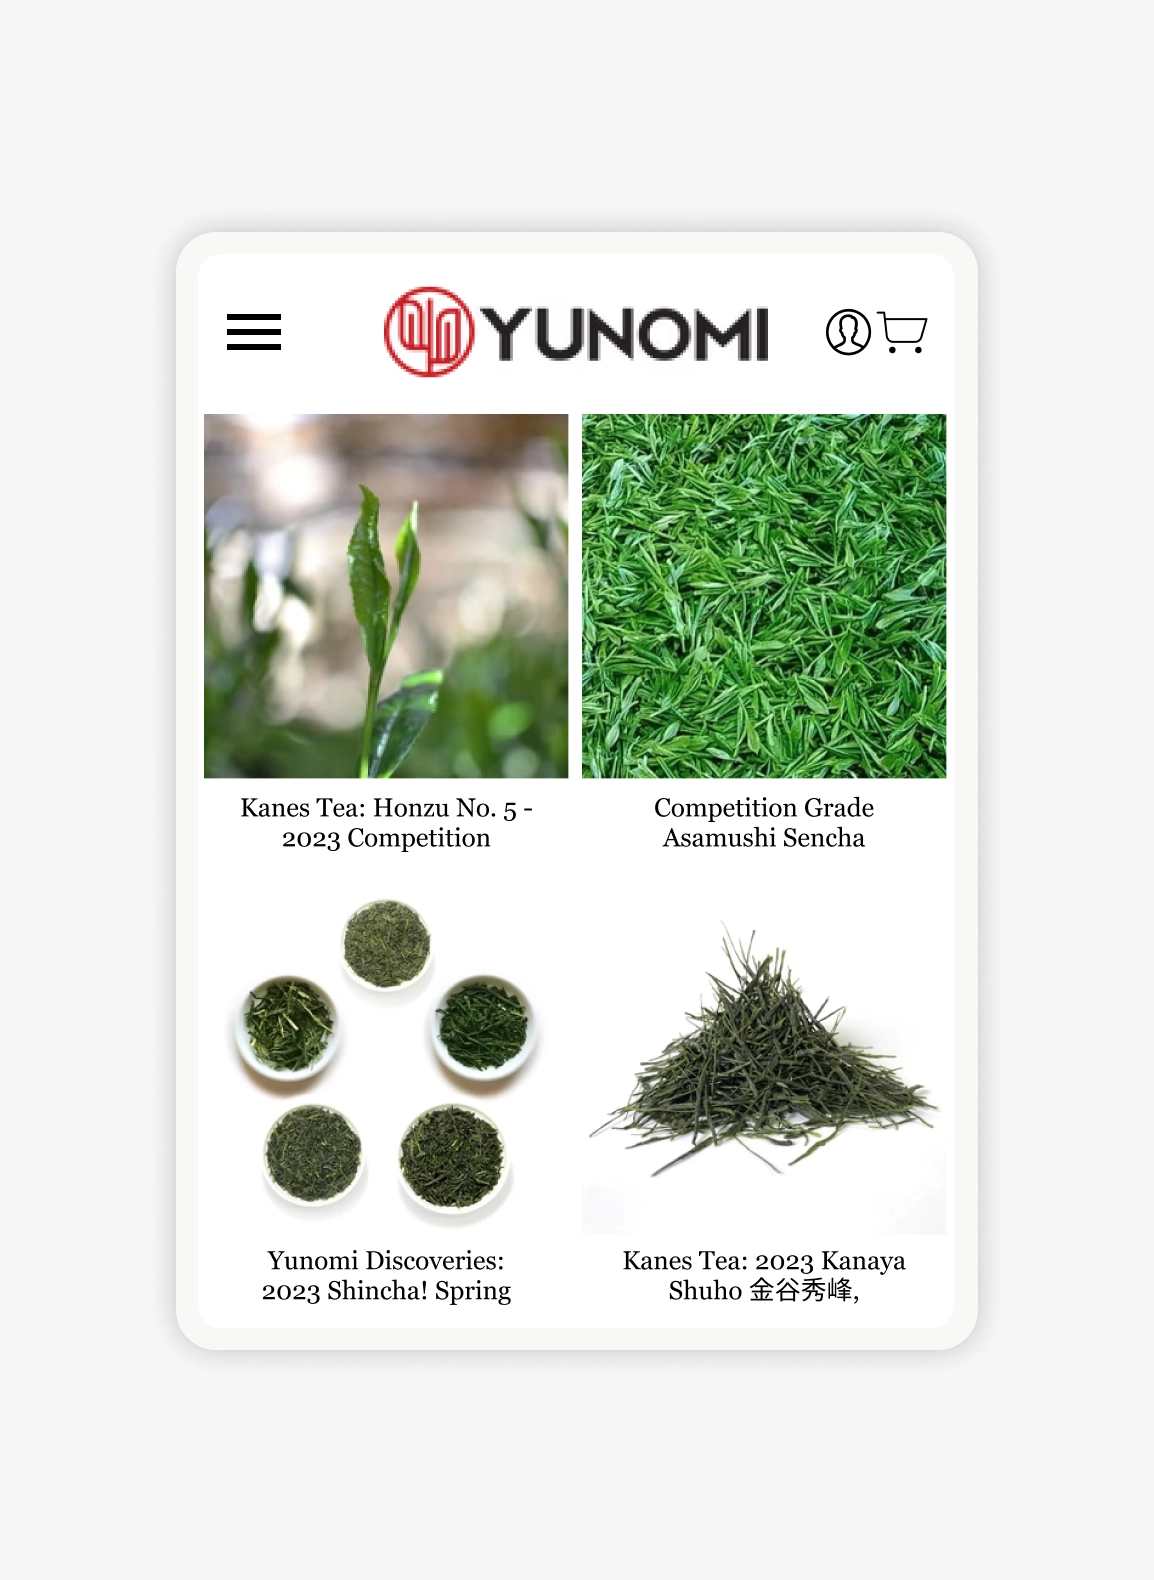 YUNOMI
Kanes Tea: Honzu No. 5 -
2023 Competition
Competition Grade
Asamushi Sencha
Yunomi Discoveries:
2023 Shincha! Spring
Kanes Tea: 2023 Kanaya
Shuho 金谷秀峰,